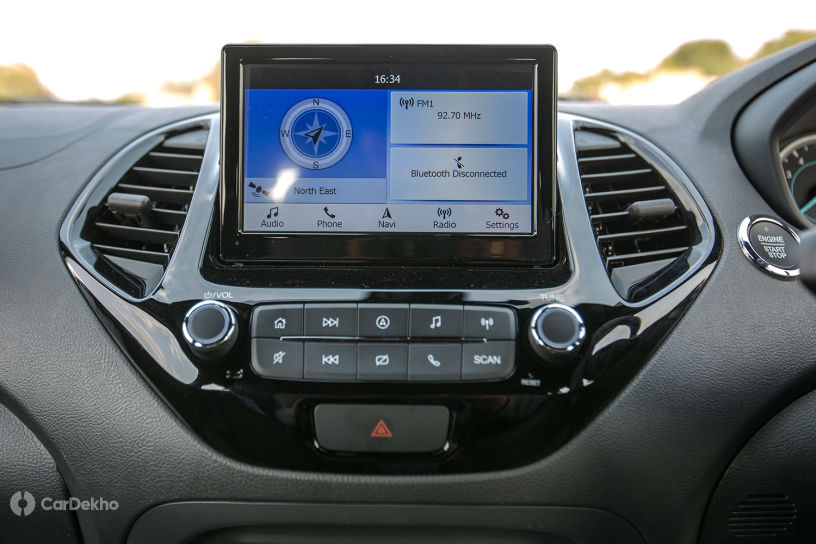 16:34
N
W
E
S
North East
FM1
92.70 MHz
Bluetooth Disconnected
Audio
Phone
Navi
Radio
Settings
ENGINE
START
STOP
/VOL
TUNE
SCAN
RESET
CarDekho